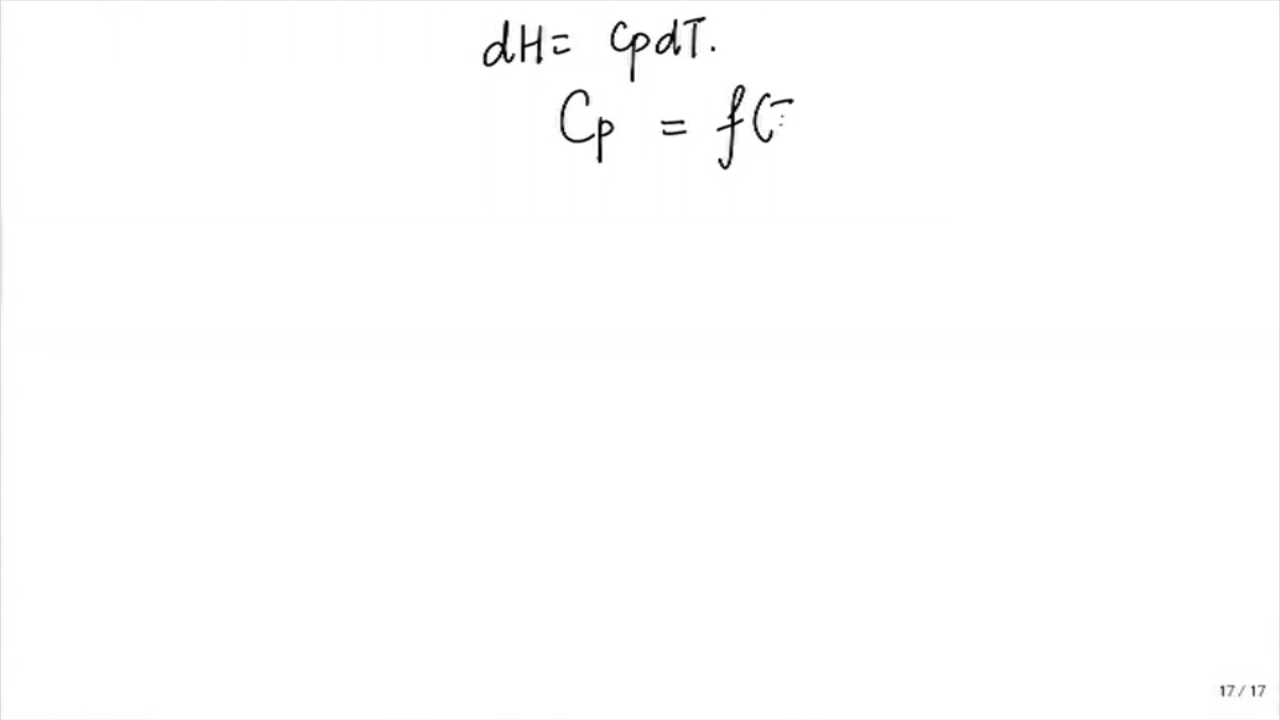 dH = CpdT.
Cp = f(
17 / 17